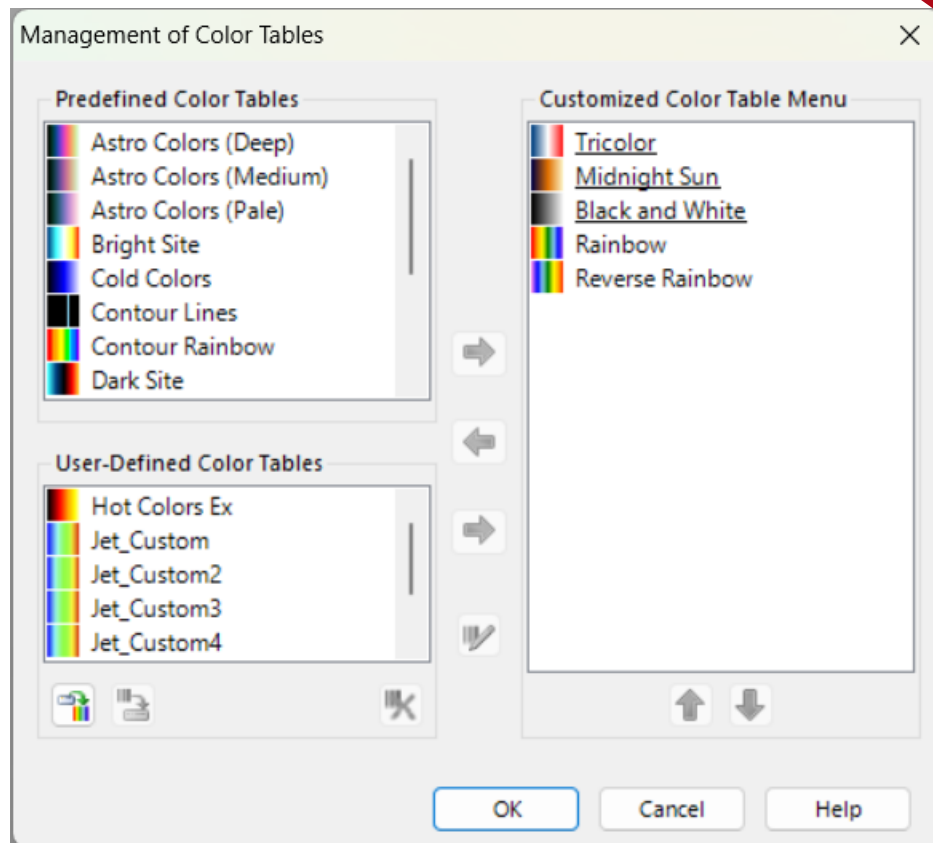 Management of Color Tables
Predefined Color Tables
Astro Colors (Deep)
Astro Colors (Medium)
Astro Colors (Pale)
Bright Site
Cold Colors
Contour Lines
Contour Rainbow
Dark Site
User-Defined Color Tables
Hot Colors Ex
Jet_Custom
Jet_Custom2
Jet_Custom3
Jet_Custom4
Customized Color Table Menu
Tricolor
Midnight Sun
Black and White
Rainbow
Reverse Rainbow
OK
Cancel
Help